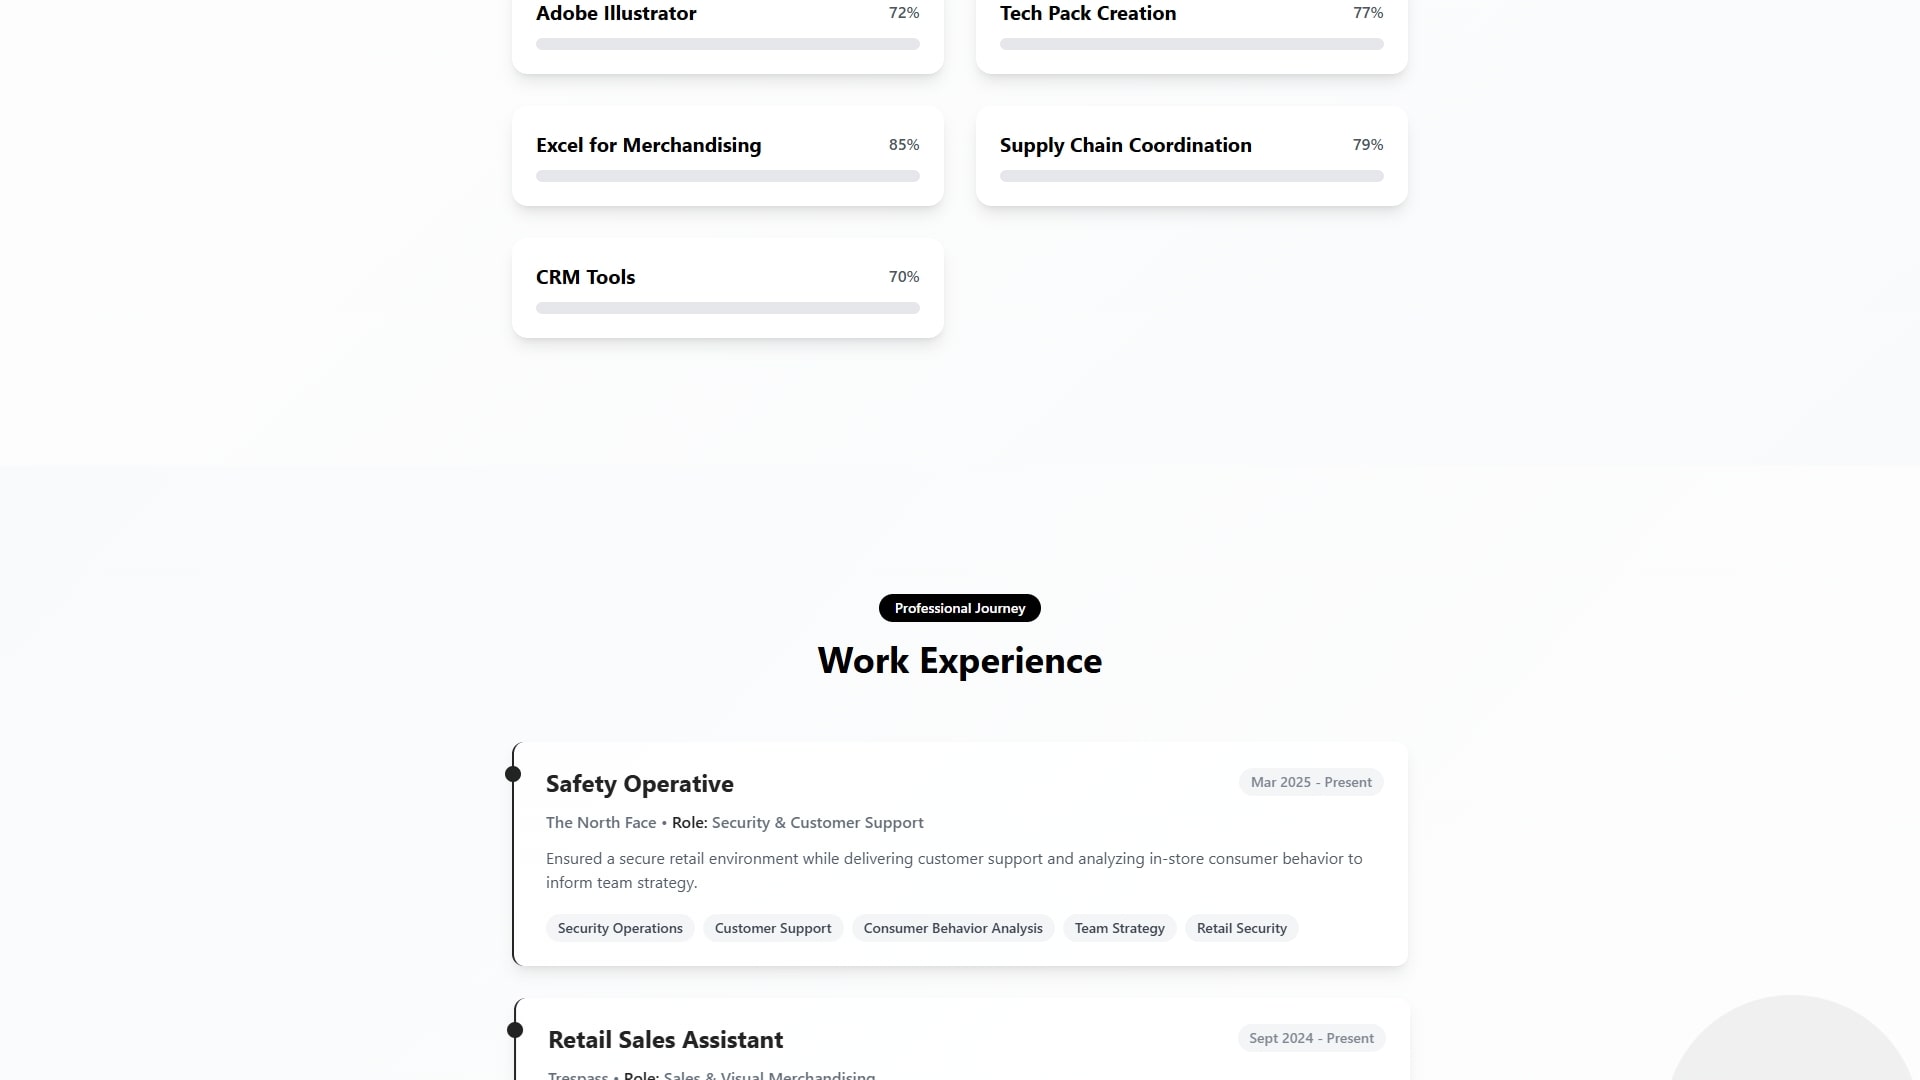 Adobe Illustrator 72%
Tech Pack Creation 77%
Excel for Merchandising 85%
Supply Chain Coordination 79%
CRM Tools 70%
Professional Journey
Work Experience
Safety Operative
Mar 2025 - Present
The North Face • Role: Security & Customer Support
Ensured a secure retail environment while delivering customer support and analyzing in-store consumer behavior to
inform team strategy.
Security Operations Customer Support Consumer Behavior Analysis Team Strategy Retail Security
Retail Sales Assistant
Sept 2024 - Present
Trespass • Role: Sales & Visual Merchandising